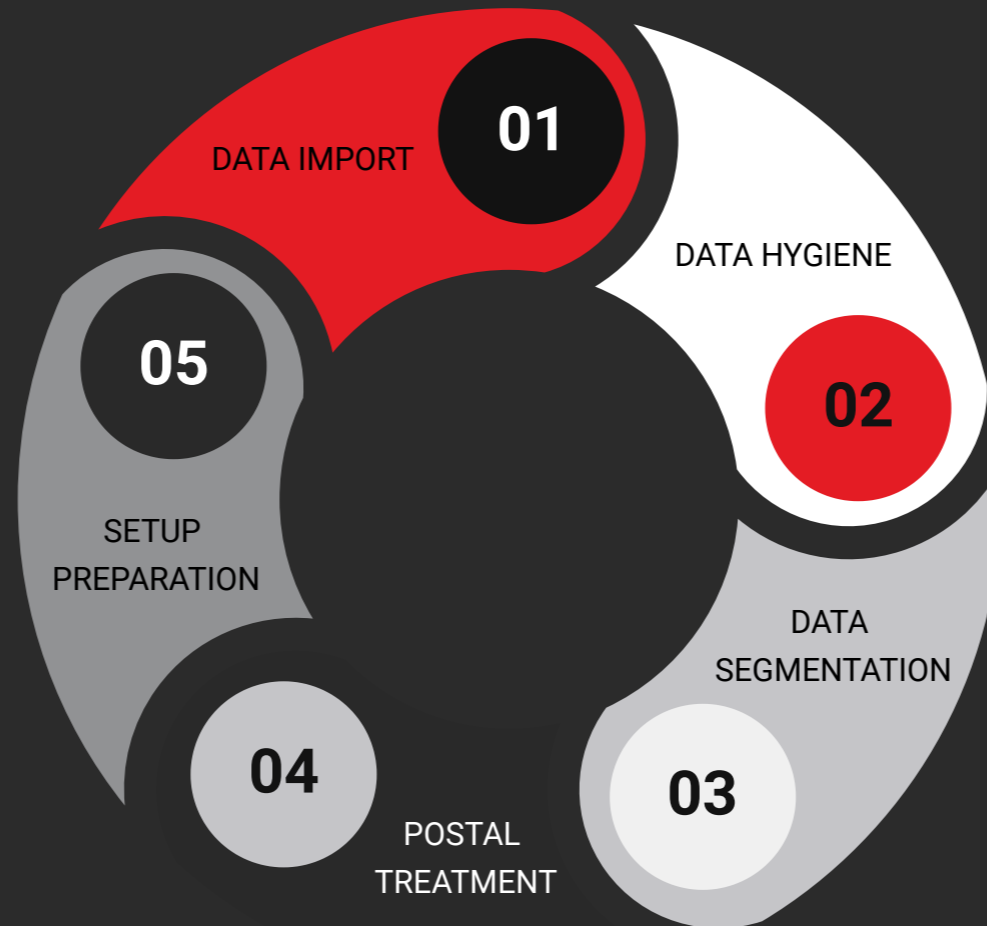 01
DATA IMPORT
DATA HYGIENE
02
DATA
SEGMENTATION
03
04
POSTAL
TREATMENT
05
SETUP
PREPARATION